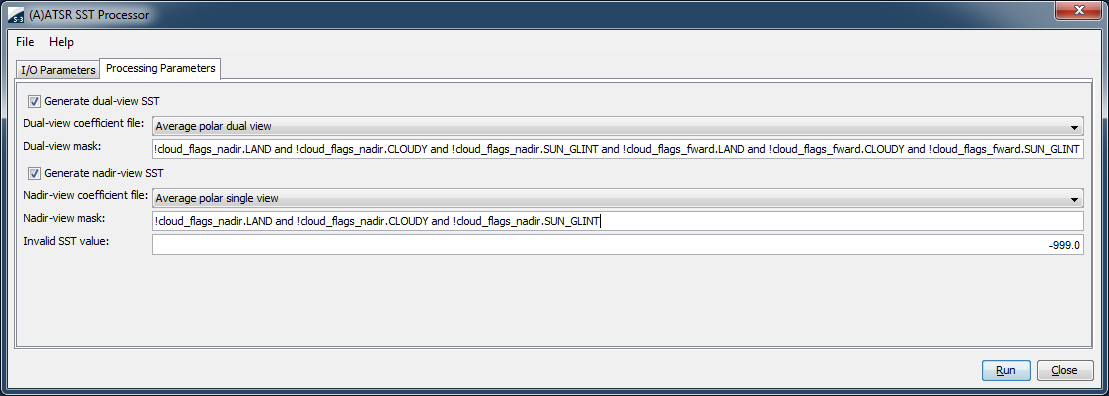 S-3 (A)ATSR SST Processor
File Help
I/O Parameters Processing Parameters
Generate dual-view SST
Dual-view coefficient file: Average polar dual view
Dual-view mask: !cloud_flags_nadir.LAND and !cloud_flags_nadir.CLOUDY and !cloud_flags_nadir.SUN_GLINT and !cloud_flags_fward.LAND and !cloud_flags_fward.CLOUDY and !cloud_flags_fward.SUN_GLINT
Generate nadir-view SST
Nadir-view coefficient file: Average polar single view
Nadir-view mask: !cloud_flags_nadir.LAND and !cloud_flags_nadir.CLOUDY and !cloud_flags_nadir.SUN_GLINT
Invalid SST value: -999.0
Run Close